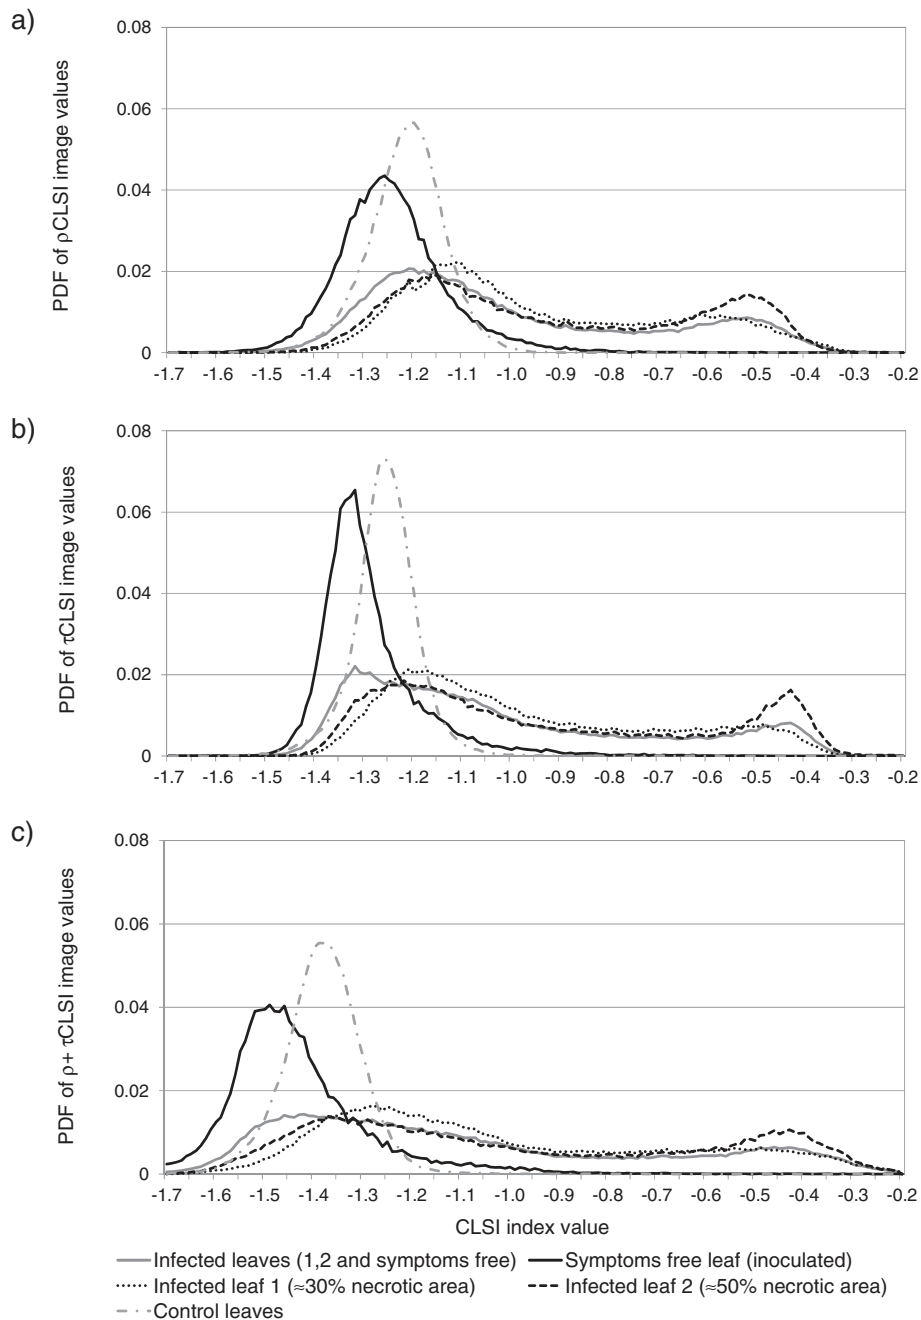 a)
PDF of ρCLSI image values
0.08
0.06
0.04
0.02
0
-1.7 -1.6 -1.5 -1.4 -1.3 -1.2 -1.1 -1.0 -0.9 -0.8 -0.7 -0.6 -0.5 -0.4 -0.3 -0.2
b)
PDF of τCLSI image values
0.08
0.06
0.04
0.02
0
-1.7 -1.6 -1.5 -1.4 -1.3 -1.2 -1.1 -1.0 -0.9 -0.8 -0.7 -0.6 -0.5 -0.4 -0.3 -0.2
c)
PDF of ρ+ τCLSI image values
0.08
0.06
0.04
0.02
0
-1.7 -1.6 -1.5 -1.4 -1.3 -1.2 -1.1 -1.0 -0.9 -0.8 -0.7 -0.6 -0.5 -0.4 -0.3 -0.2
CLSI index value
Infected leaves (1,2 and symptoms free)
Symptoms free leaf (inoculated)
Infected leaf 1 (≈30% necrotic area)
Infected leaf 2 (≈50% necrotic area)
Control leaves